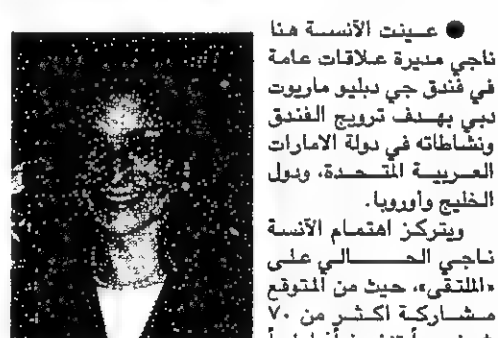 ● عينت الآنسة هنا
ناجي مديرة علاقات عامة
في فندق جي دبليو ماريوت
دبي بهدف ترويج الفندق
ونشاطاته في دولة الامارات
العربية المتحدة، ودول
الخليج وأوروبا.
ويتركز اهتمام الآنسة
ناجي الحالي على
«الملتقى»، حيث من المتوقع
مشاركة اكثر من ٧٠